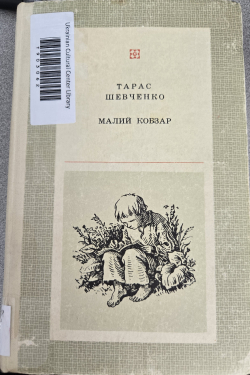 Ukrainian Cultural Center Library
ТАРАС
ШЕВЧЕНКО
МАЛИЙ КОБЗАР